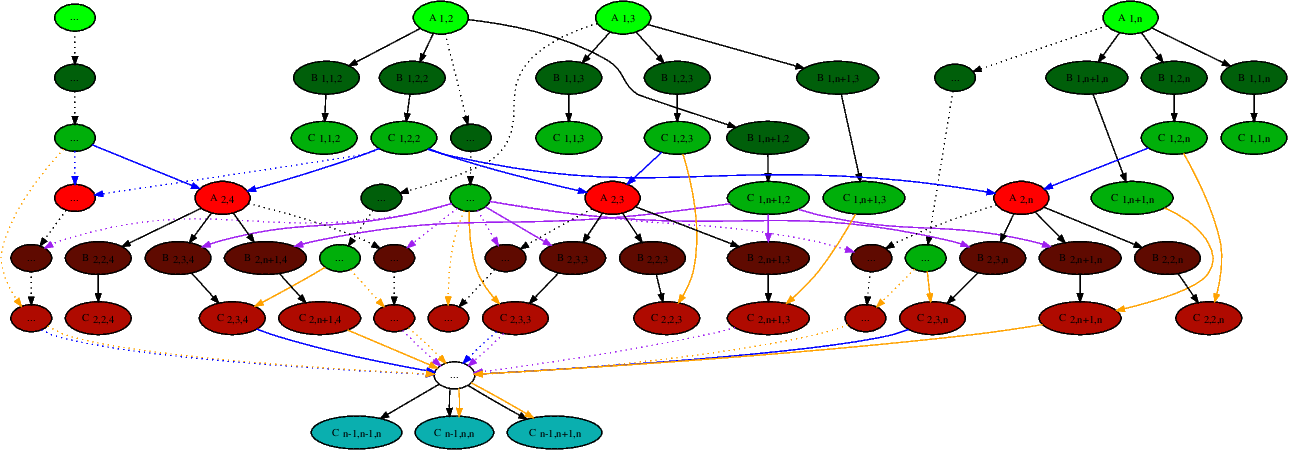 ... A 1,2 A 1,3 A 1,n
... B 1,1,2 B 1,2,2 B 1,1,3 B 1,2,3 B 1,n+1,3 ... B 1,n+1,n B 1,2,n B 1,1,n
... C 1,1,2 C 1,2,2 ... C 1,1,3 C 1,2,3 B 1,n+1,2 C 1,2,n C 1,1,n
... A 2,4 ... ... A 2,3 C 1,n+1,2 C 1,n+1,3 A 2,n C 1,n+1,n
... B 2,2,4 B 2,3,4 B 2,n+1,4 ... ... ... B 2,3,3 B 2,2,3 B 2,n+1,3 ... ... B 2,3,n B 2,n+1,n B 2,2,n
... C 2,2,4 C 2,3,4 C 2,n+1,4 ... ... C 2,3,3 C 2,2,3 C 2,n+1,3 ... C 2,3,n C 2,n+1,n C 2,2,n
...
C n-1,n-1,n C n-1,n,n C n-1,n+1,n